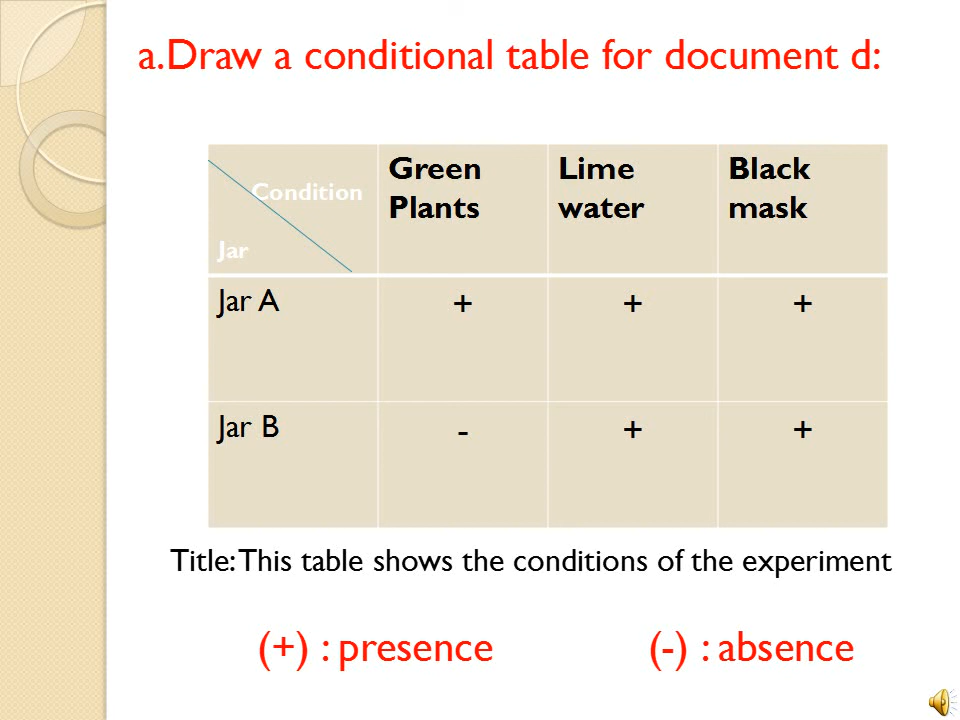 a.Draw a conditional table for document d:
Condition
Jar
Green Plants
Lime water
Black mask
Jar A + + +
Jar B - + +
Title: This table shows the conditions of the experiment
(+) : presence (-) : absence